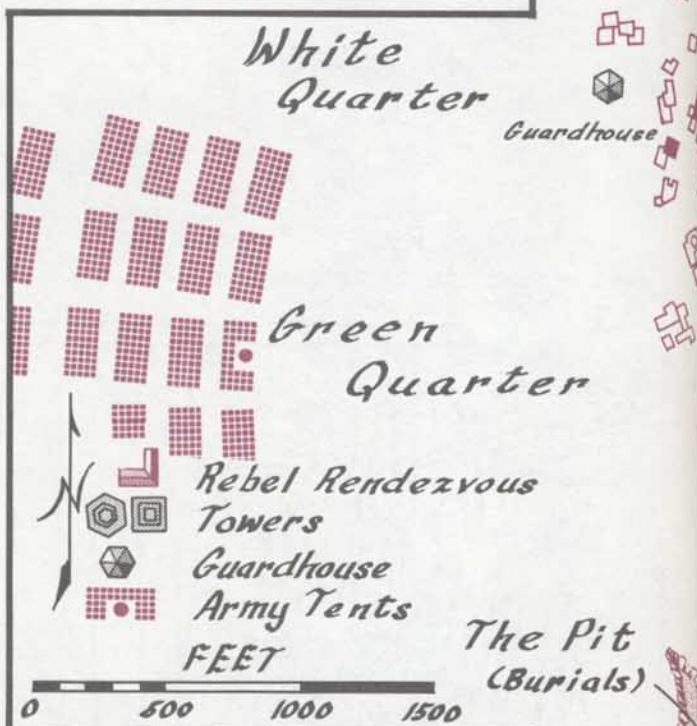 White
Quarter
Guardhouse
Green
Quarter
N
Rebel Rendezvous
Towers
Guardhouse
Army Tents
The Pit
(Burials)
FEET
0 500 1000 1500